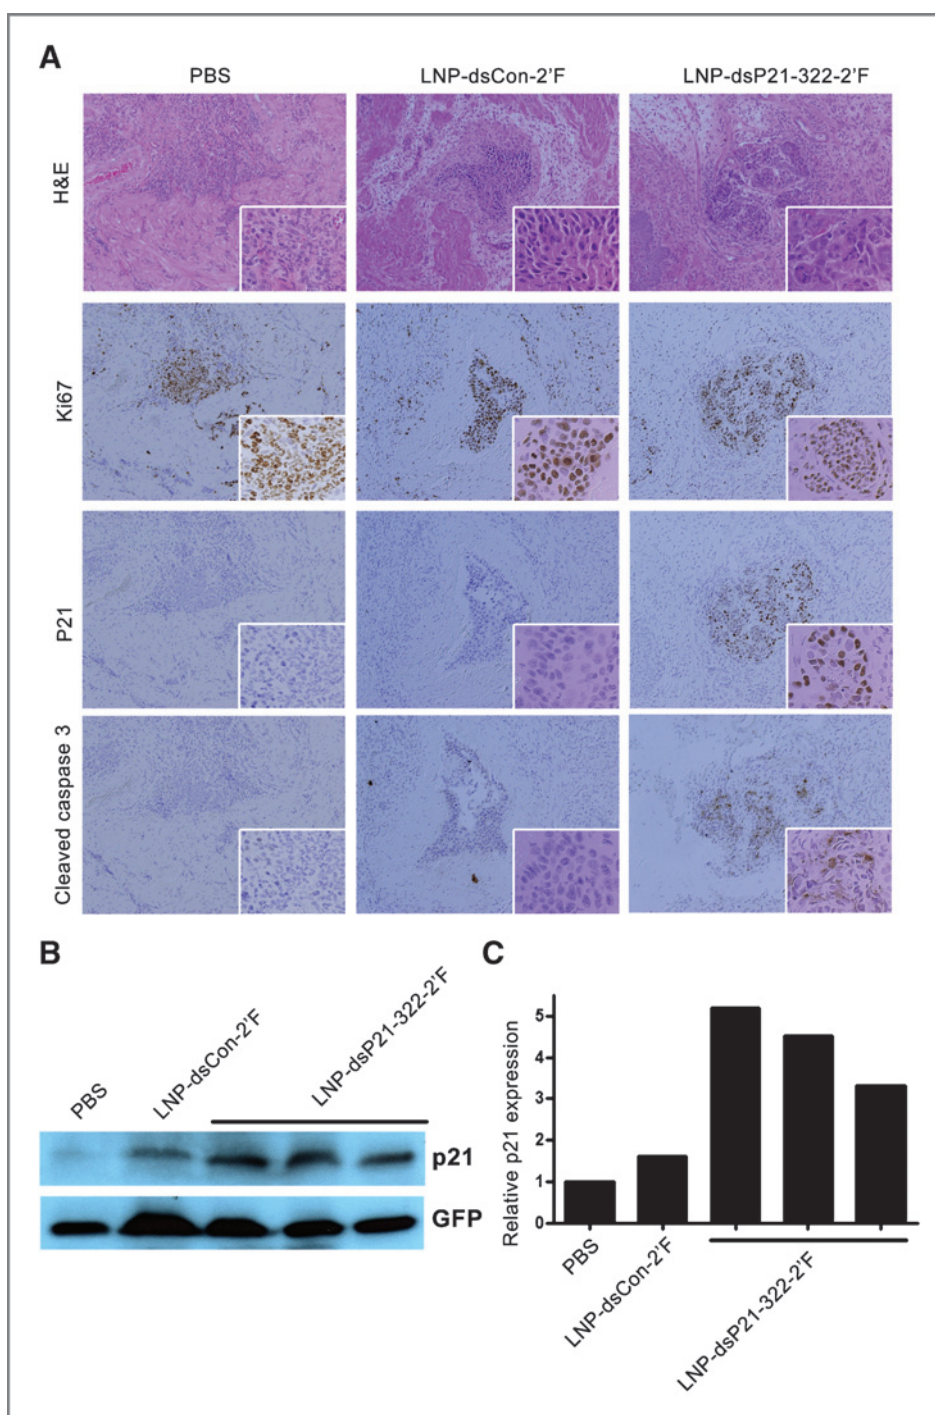 A
PBS
LNP-dsCon-2'F
LNP-dsP21-322-2'F
H&E
Ki67
P21
Cleaved caspase 3
B
PBS
LNP-dsCon-2'F
LNP-dsP21-322-2'F
p21
GFP
C
Relative p21 expression
5
4
3
2
1
0
PBS
LNP-dsCon-2'F
LNP-dsP21-322-2'F